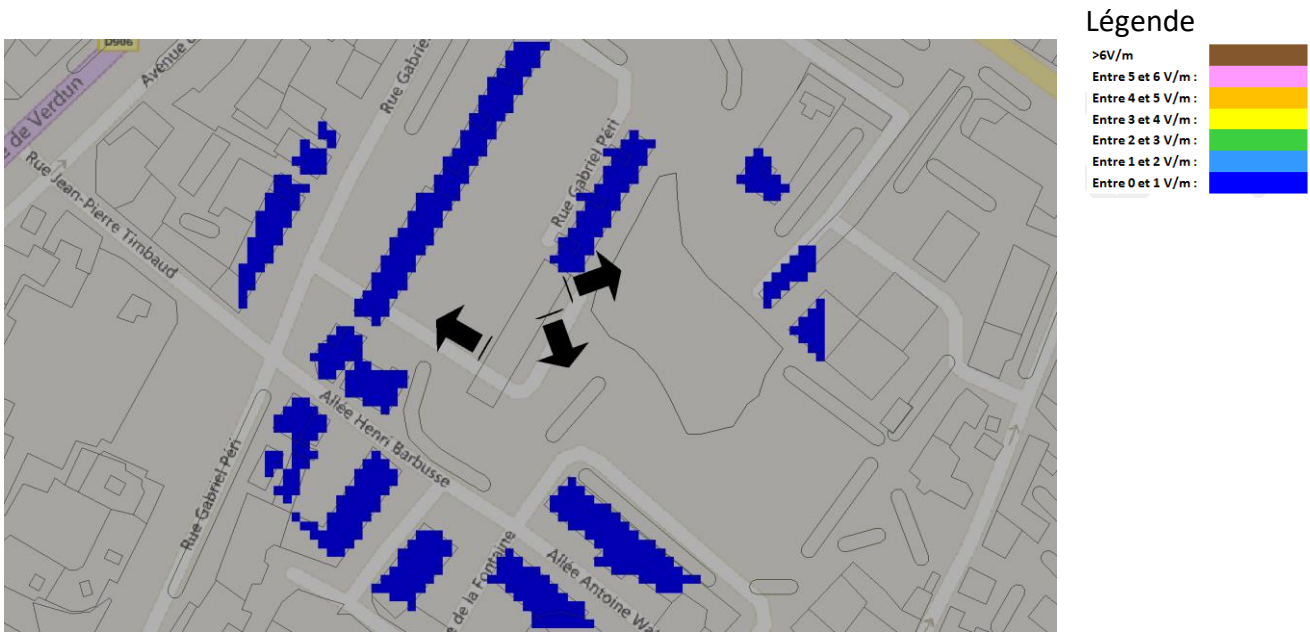 Légende
>6V/m
Entre 5 et 6 V/m :
Entre 4 et 5 V/m :
Entre 3 et 4 V/m :
Entre 2 et 3 V/m :
Entre 1 et 2 V/m :
Entre 0 et 1 V/m :
D906
Avenue
Rue Gabriel
e de Verdun
Rue Jean-Pierre Timbaud
Rue Gabriel Péri
Allée Henri Barbusse
Rue Gabriel Péri
de la Fontaine
Allée Antoine Wa